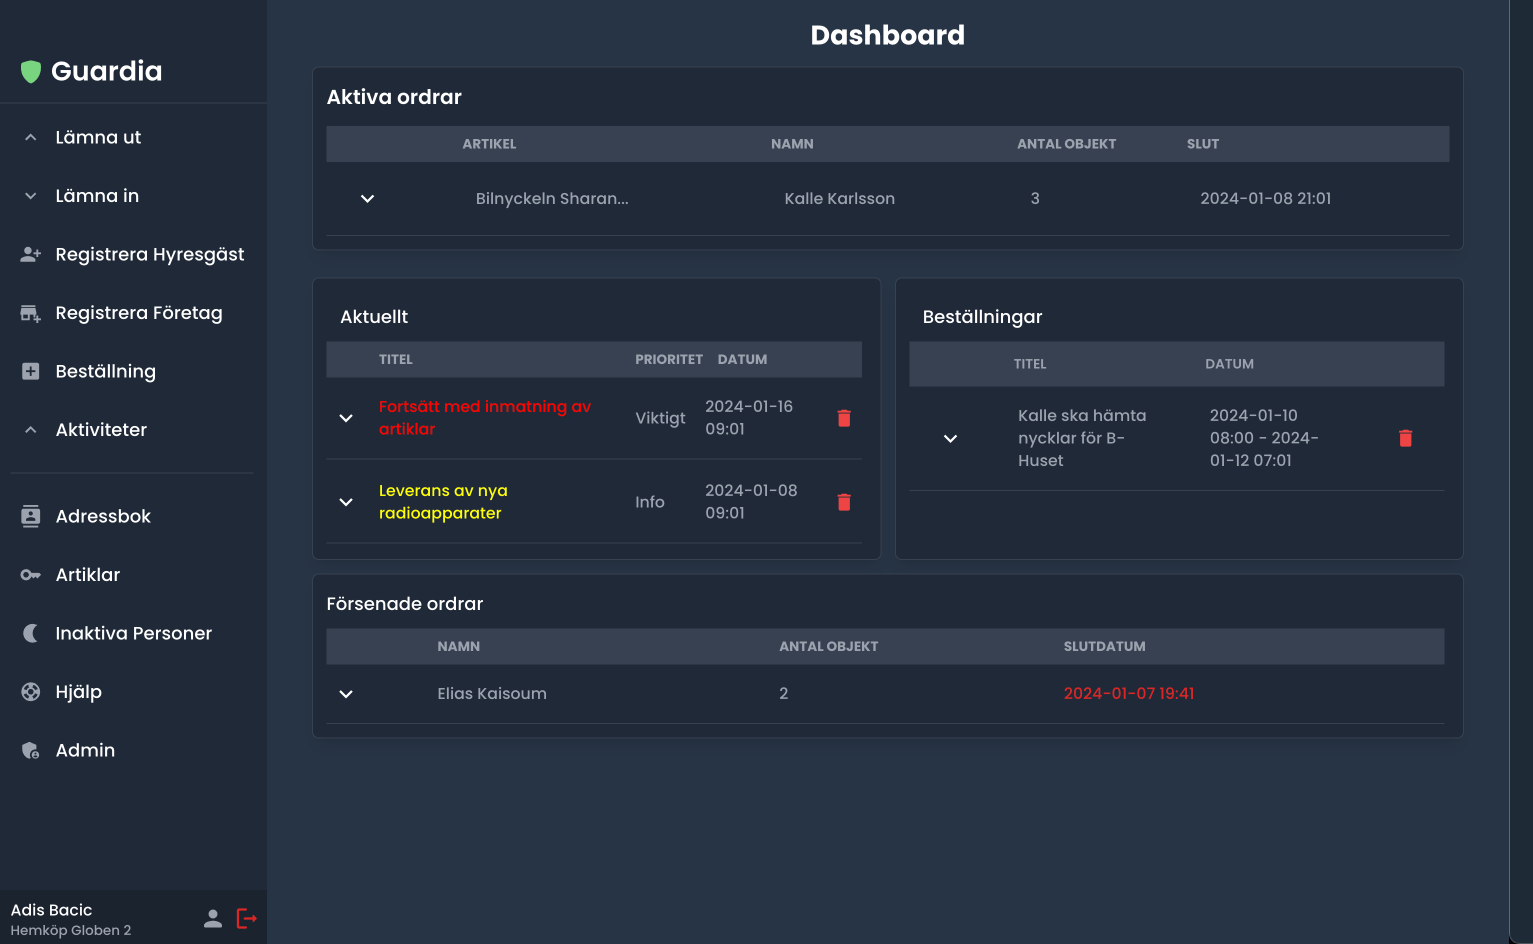 Guardia
Lämna ut
Lämna in
Registrera Hyresgäst
Registrera Företag
Beställning
Aktiviteter
Adressbok
Artiklar
Inaktiva Personer
Hjälp
Admin
Adis Bacic
Hemköp Globen 2
Dashboard
Aktiva ordrar
ARTIKEL NAMN ANTAL OBJEKT SLUT
Bilnyckeln Sharan... Kalle Karlsson 3 2024-01-08 21:01
Aktuellt
TITEL PRIORITET DATUM
Fortsätt med inmatning av
artiklar
Viktigt
2024-01-16
09:01
Leverans av nya
radioapparater
Info
2024-01-08
09:01
Beställningar
TITEL DATUM
Kalle ska hämta
nycklar för B-
Huset
2024-01-10
08:00 - 2024-
01-12 07:01
Försenade ordrar
NAMN ANTAL OBJEKT SLUTDATUM
Elias Kaisoum 2 2024-01-07 19:41